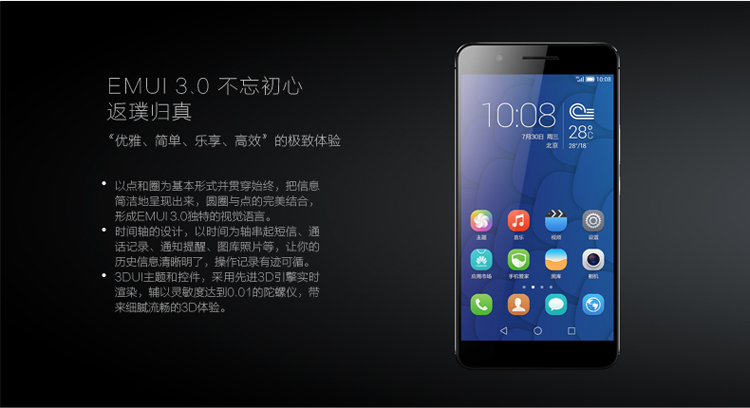 EMUI 3.0 不忘初心
返璞归真
“优雅、简单、乐享、高效”的极致体验
• 以点和圈为基本形式并贯穿始终，把信息
简洁地呈现出来，圆圈与点的完美结合，
形成EMUI 3.0独特的视觉语言。
• 时间轴的设计，以时间为轴串起短信、通
话记录、通知提醒、图库照片等，让你的
历史信息清晰明了，操作记录有迹可循。
• 3DUI主题和控件，采用先进3D引擎实时
渲染，辅以灵敏度达到0.01的陀螺仪，带
来细腻流畅的3D体验。
10:08
10:08
7月30日 周三
北京
28°c
28°/18°
主题 音乐 视频 设置
应用市场 手机管家 图库 相机